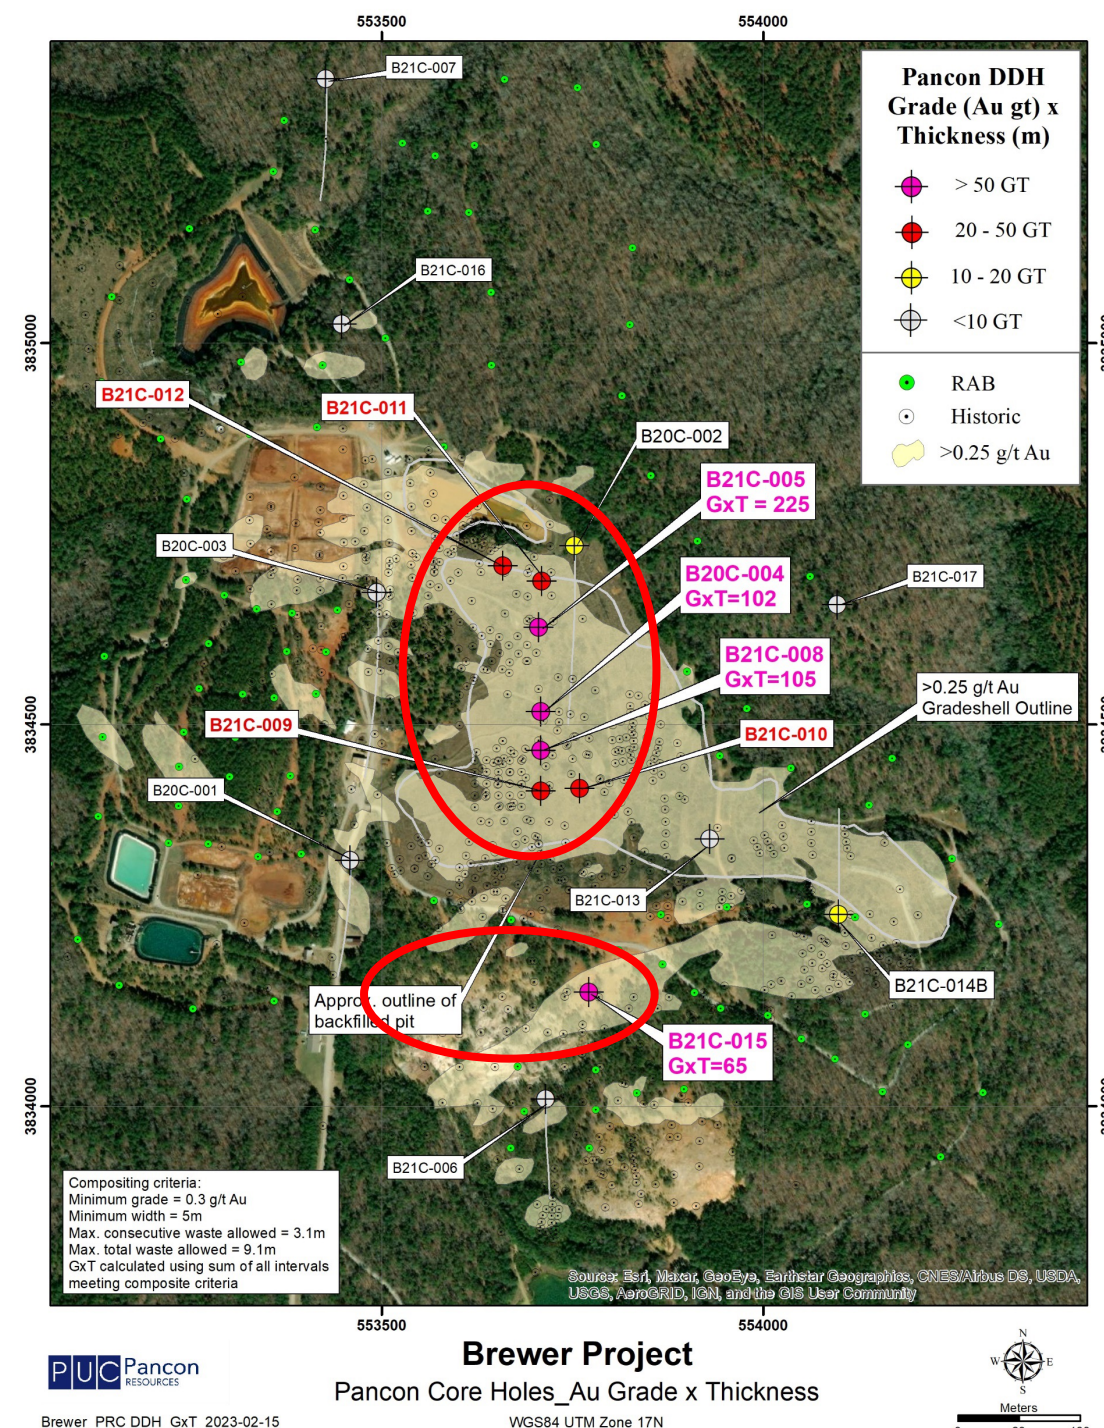 553500
554000
B21C-007
Pancon DDH
Grade (Au gt) x
Thickness (m)
> 50 GT
20 - 50 GT
10 - 20 GT
<10 GT
RAB
Historic
>0.25 g/t Au
B21C-016
3835000
B21C-012
B21C-011
B20C-002
B21C-005
GxT = 225
B20C-003
B20C-004
GxT=102
B21C-017
B21C-008
GxT=105
>0.25 g/t Au
Gradeshell Outline
3834500
B21C-009
B21C-010
B20C-001
B21C-013
B21C-014B
Approx. outline of
backfilled pit
B21C-015
GxT=65
3834000
B21C-006
Compositing criteria:
Minimum grade = 0.3 g/t Au
Minimum width = 5m
Max. consecutive waste allowed = 3.1m
Max. total waste allowed = 9.1m
GxT calculated using sum of all intervals
meeting composite criteria
Source: Esri, Maxar, GeoEye, Earthstar Geographics, CNES/Airbus DS, USDA,
USGS, AeroGRID, IGN, and the GIS User Community
553500
554000
PUC Pancon
RESOURCES
Brewer Project
Pancon Core Holes_Au Grade x Thickness
N
W E
S
Meters
Brewer_PRC_DDH_GxT_2023-02-15
WGS84 UTM Zone 17N